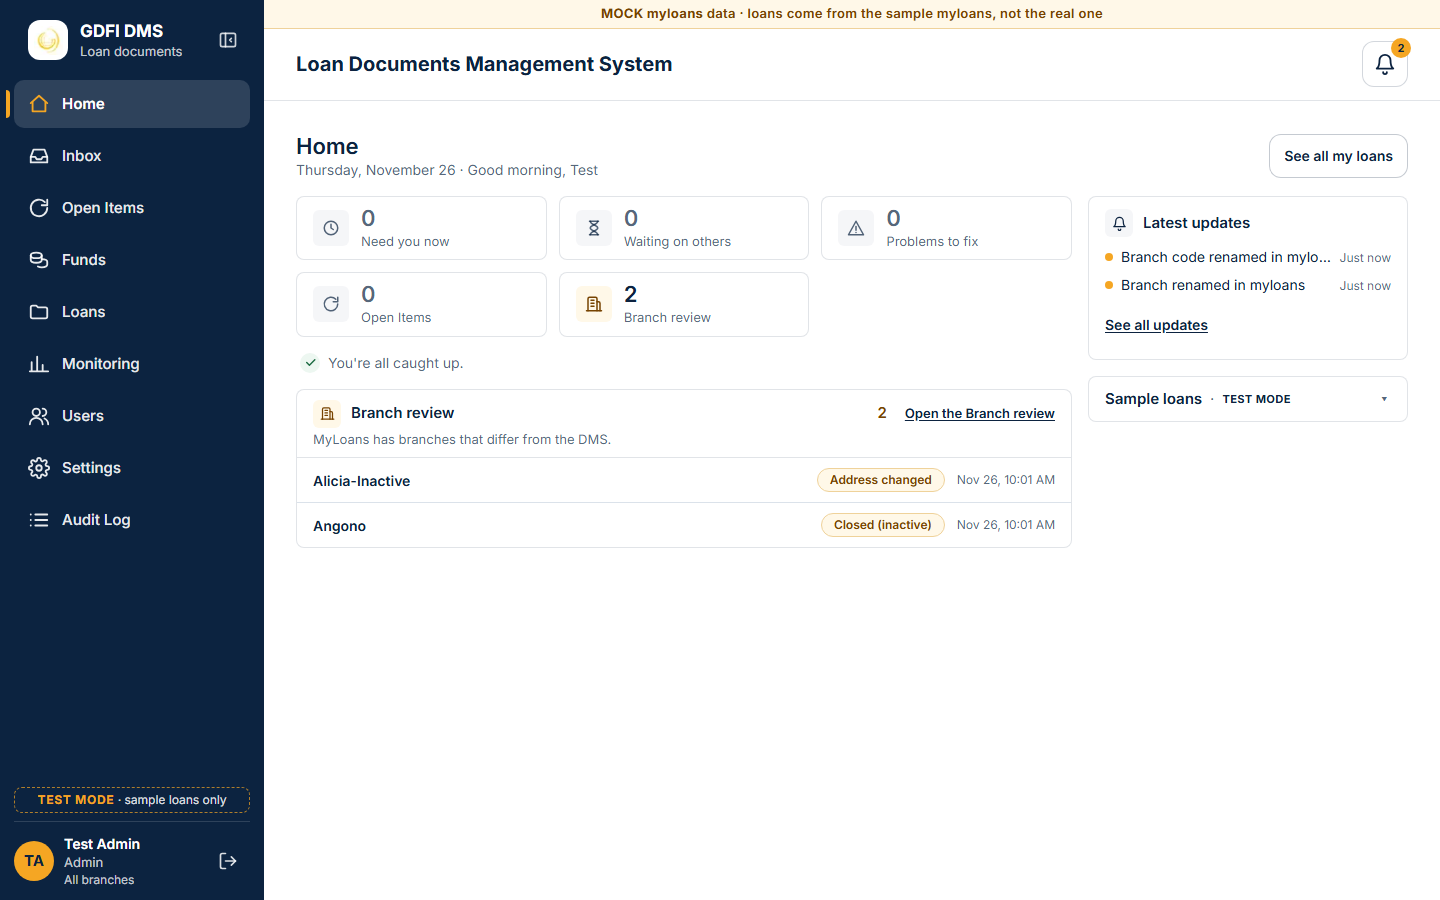 GDFI DMS
Loan documents
Home
Inbox
Open Items
Funds
Loans
Monitoring
Users
Settings
Audit Log
TEST MODE · sample loans only
TA
Test Admin
Admin
All branches
MOCK myloans data · loans come from the sample myloans, not the real one
Loan Documents Management System
2
Home
Thursday, November 26 · Good morning, Test
See all my loans
0
Need you now
0
Waiting on others
0
Problems to fix
0
Open Items
2
Branch review
You're all caught up.
Branch review
2 Open the Branch review
MyLoans has branches that differ from the DMS.
Alicia-Inactive Address changed Nov 26, 10:01 AM
Angono Closed (inactive) Nov 26, 10:01 AM
Latest updates
Branch code renamed in mylo... Just now
Branch renamed in myloans Just now
See all updates
Sample loans · TEST MODE